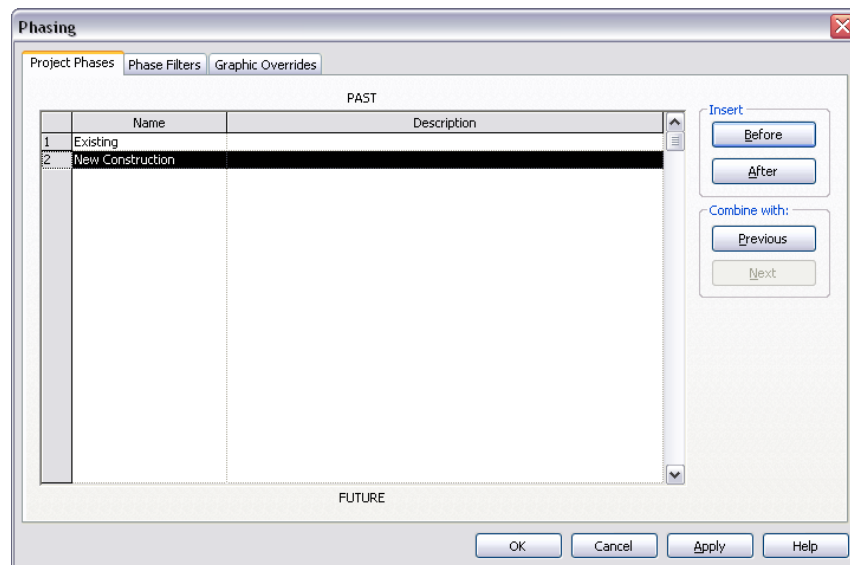 Phasing
Project Phases Phase Filters Graphic Overrides
PAST
Name Description
1 Existing
2 New Construction
FUTURE
Insert
Before
After
Combine with:
Previous
Next
OK Cancel Apply Help